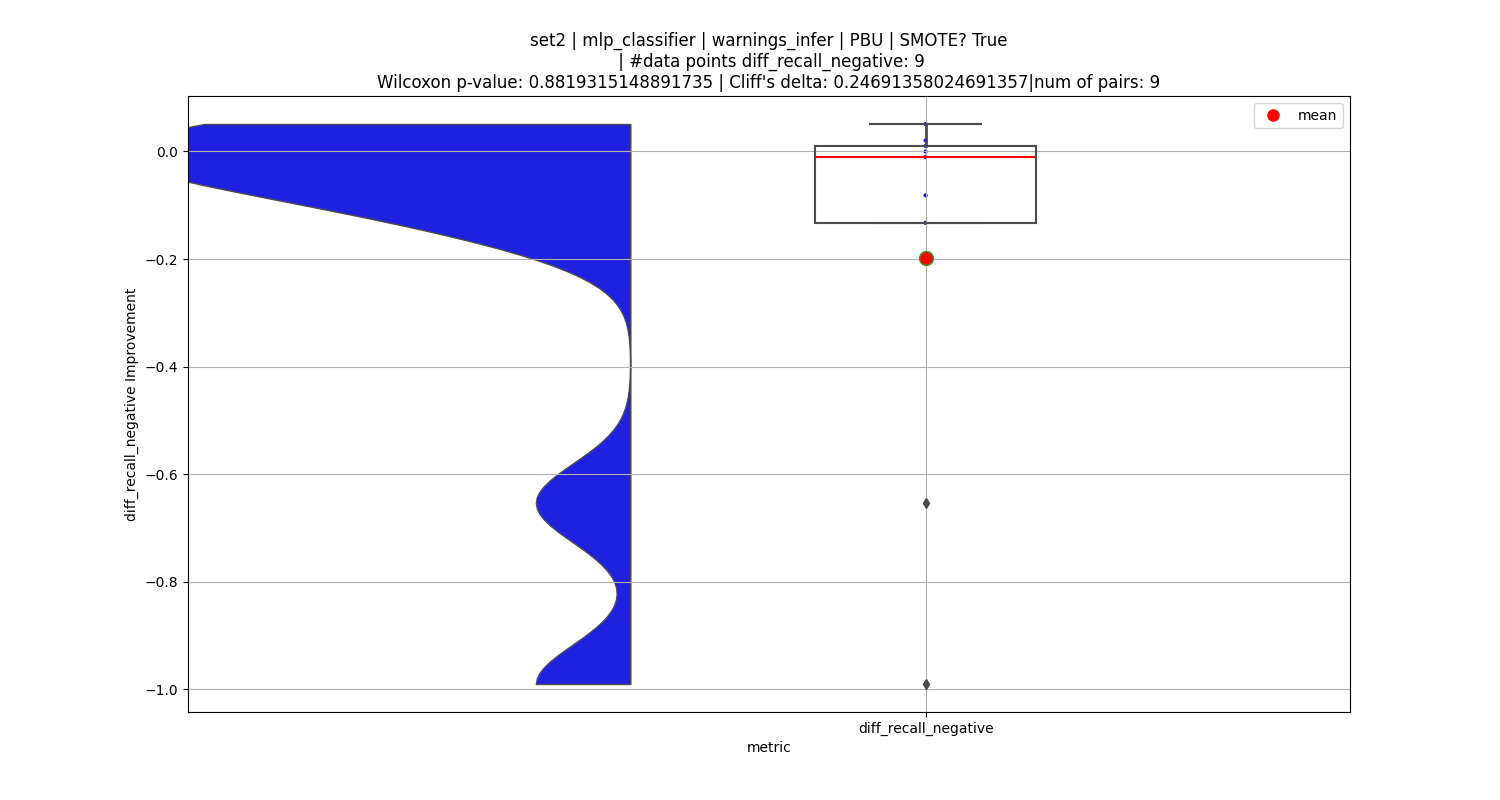 set2 | mlp_classifier | warnings_infer | PBU | SMOTE? True
| #data points diff_recall_negative: 9
Wilcoxon p-value: 0.8819315148891735 | Cliff's delta: 0.24691358024691357|num of pairs: 9
mean
0.0
−0.2
−0.4
−0.6
−0.8
−1.0
diff_recall_negative Improvement
diff_recall_negative
metric